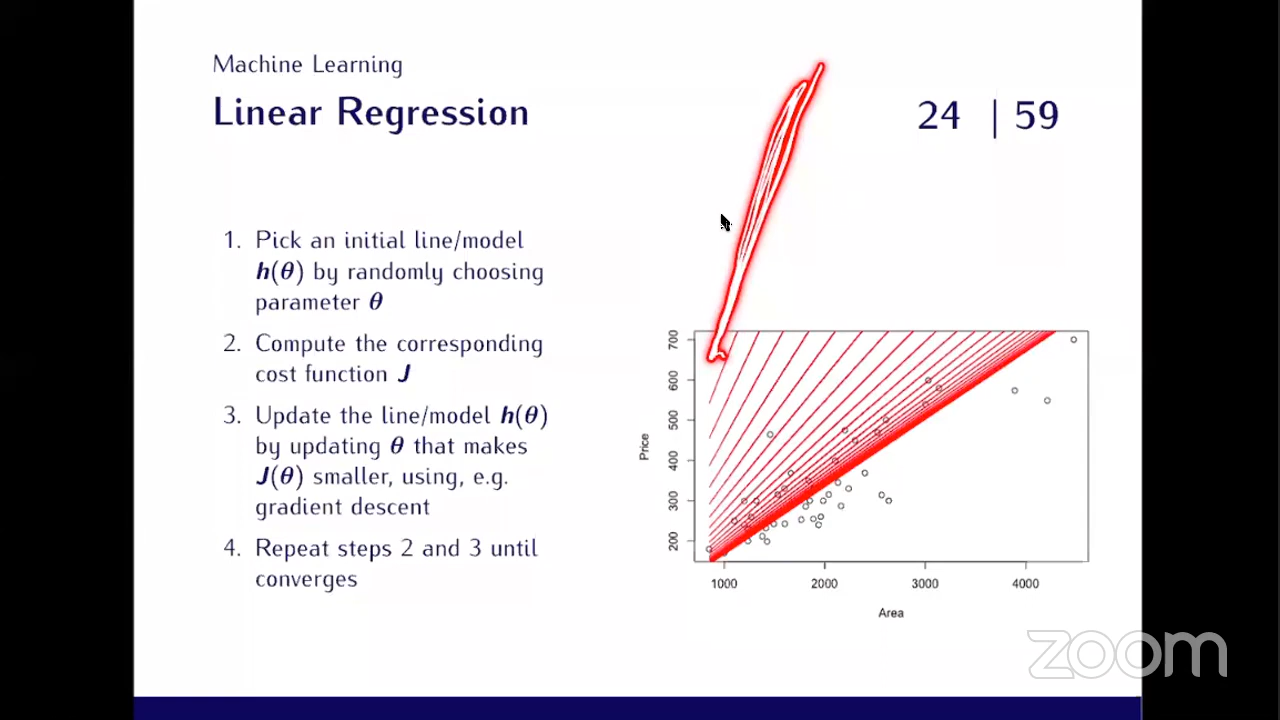 Machine Learning
Linear Regression
24 | 59
1. Pick an initial line/model
h(θ) by randomly choosing
parameter θ
2. Compute the corresponding
cost function J
3. Update the line/model h(θ)
by updating θ that makes
J(θ) smaller, using, e.g.
gradient descent
4. Repeat steps 2 and 3 until
converges
700
600
500
400
300
200
Price
1000 2000 3000 4000
Area
zoom